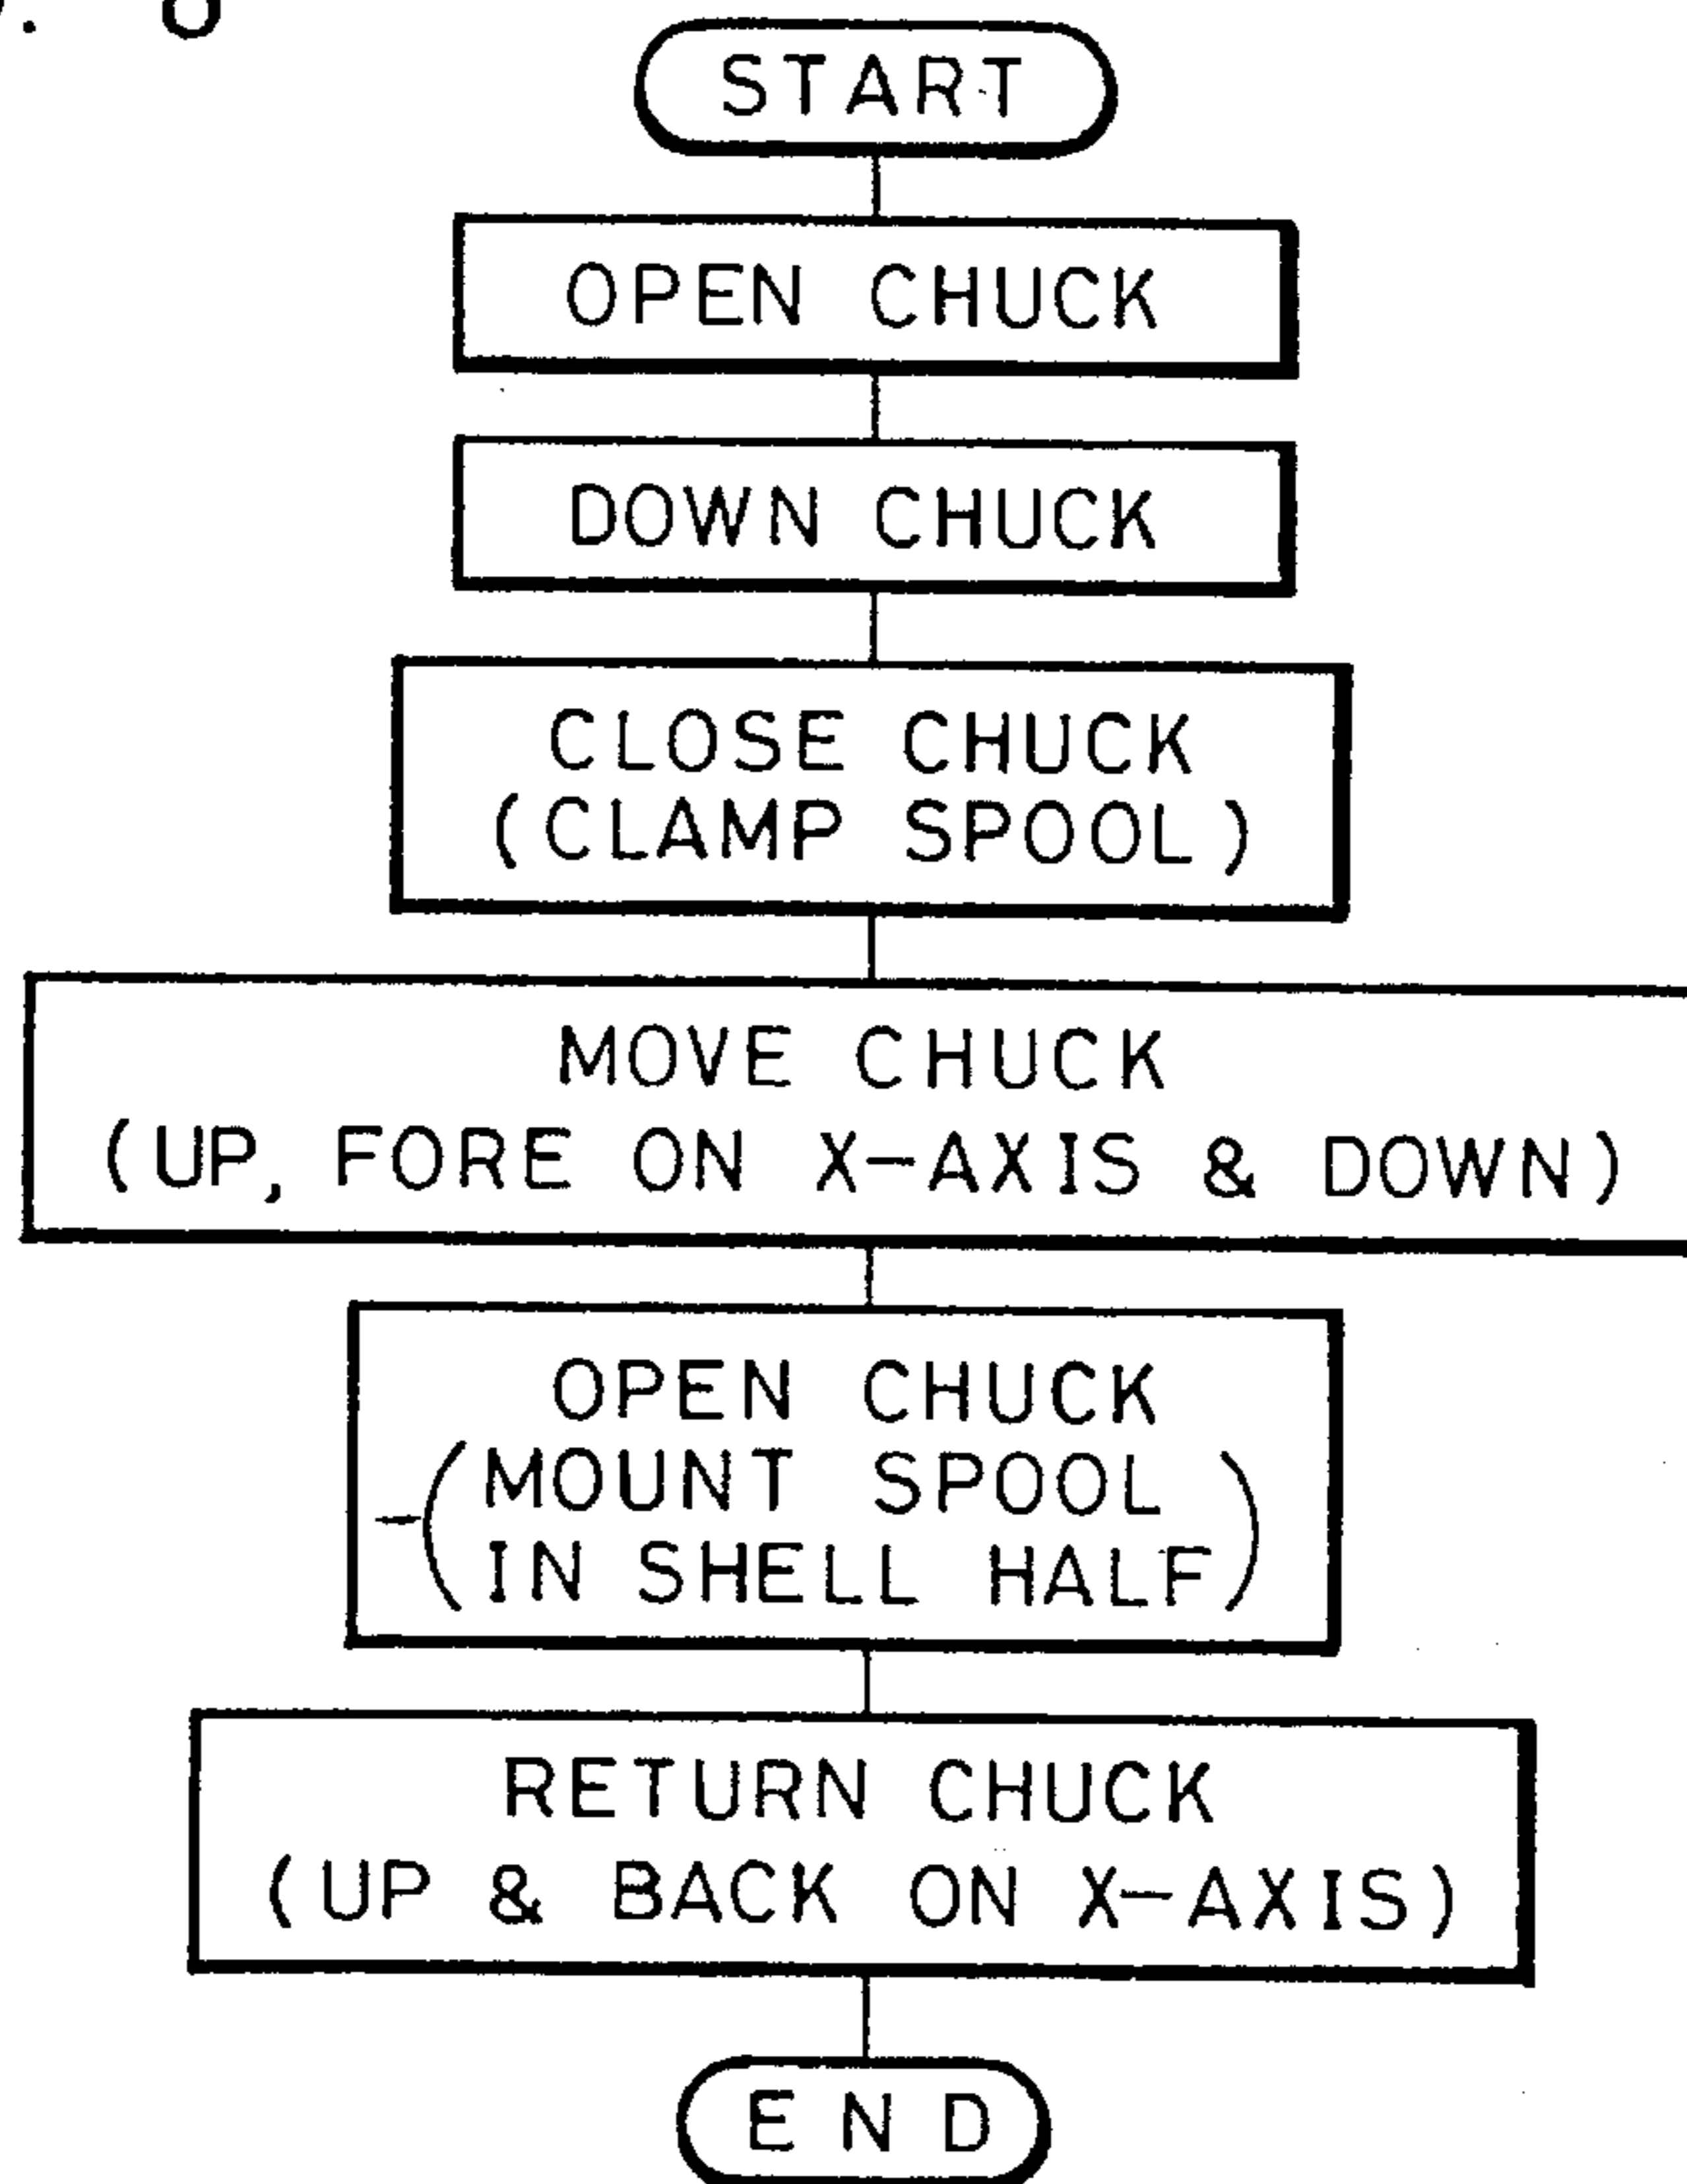 START
OPEN CHUCK
DOWN CHUCK
CLOSE CHUCK
(CLAMP SPOOL)
MOVE CHUCK
(UP, FORE ON X-AXIS & DOWN)
OPEN CHUCK
(MOUNT SPOOL
IN SHELL HALF)
RETURN CHUCK
(UP & BACK ON X-AXIS)
END